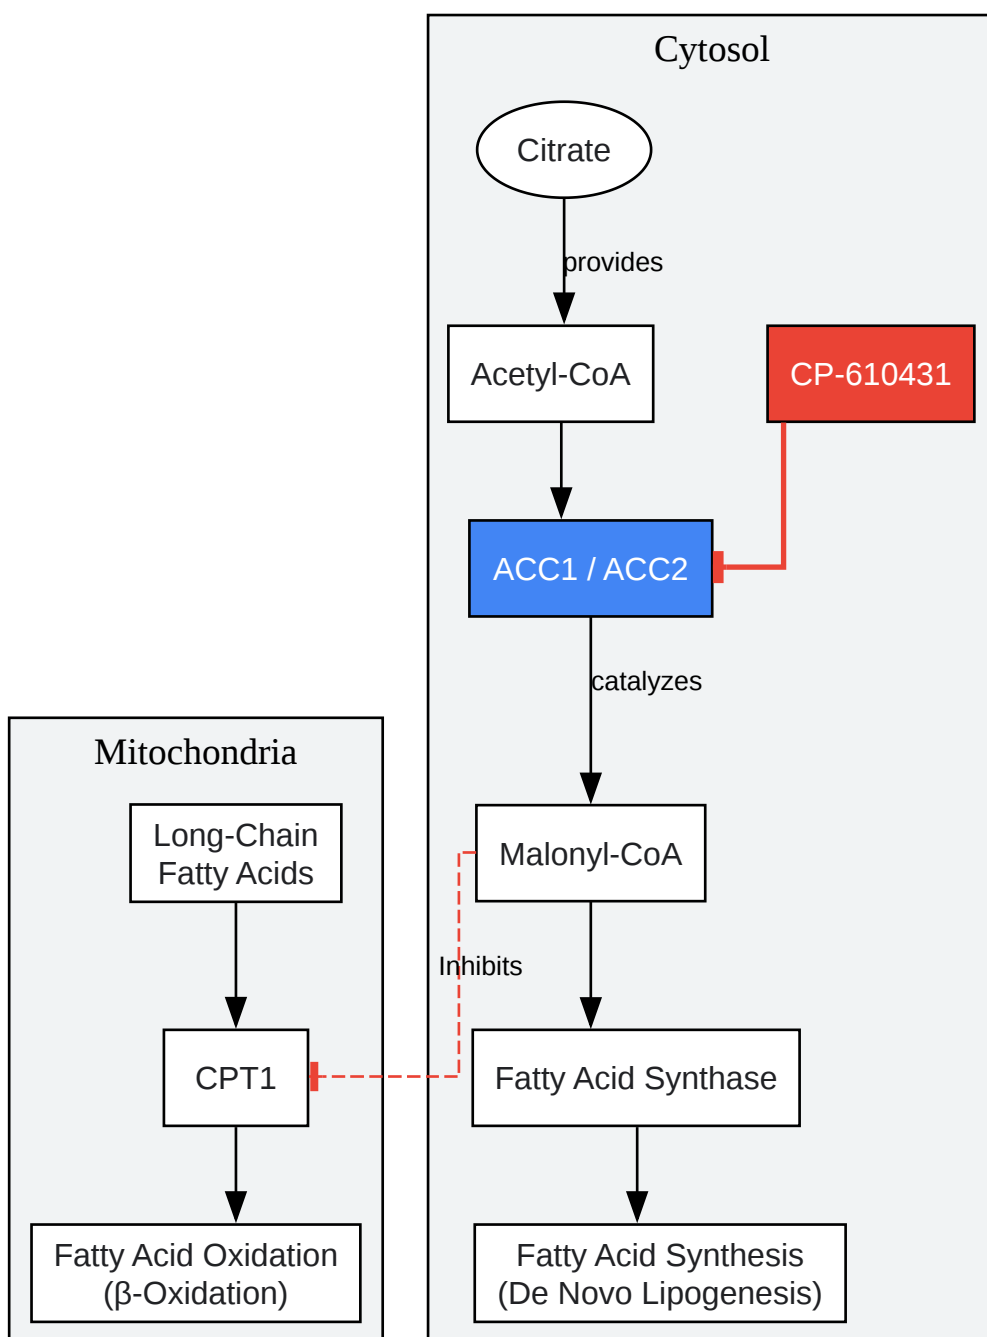 Cytosol
Citrate
provides
Acetyl-CoA
CP-610431
ACC1 / ACC2
catalyzes
Mitochondria
Long-Chain
Fatty Acids
Malonyl-CoA
Inhibits
CPT1
Fatty Acid Synthase
Fatty Acid Oxidation
(β-Oxidation)
Fatty Acid Synthesis
(De Novo Lipogenesis)